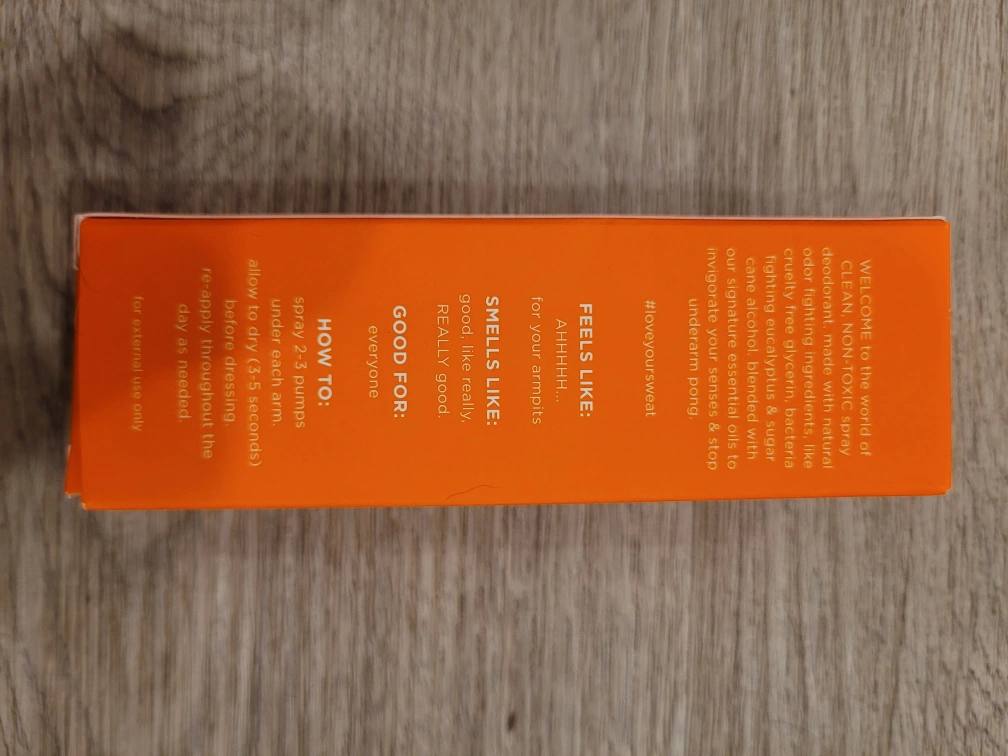 WELCOME to the world of
CLEAN, NON-TOXIC spray
deodorant. made with natural
odor fighting ingredients, like
cruelty free glycerin, bacteria
fighting eucalyptus & sugar
cane alcohol. blended with
our signature essential oils to
invigorate your senses & stop
underarm pong.
#loveyoursweat
FEELS LIKE:
AHHHHH...
for your armpits
SMELLS LIKE:
good, like really,
REALLY good.
GOOD FOR:
everyone
HOW TO:
spray 2-3 pumps
under each arm.
allow to dry (3-5 seconds)
before dressing.
re-apply throughout the
day as needed.
for external use only